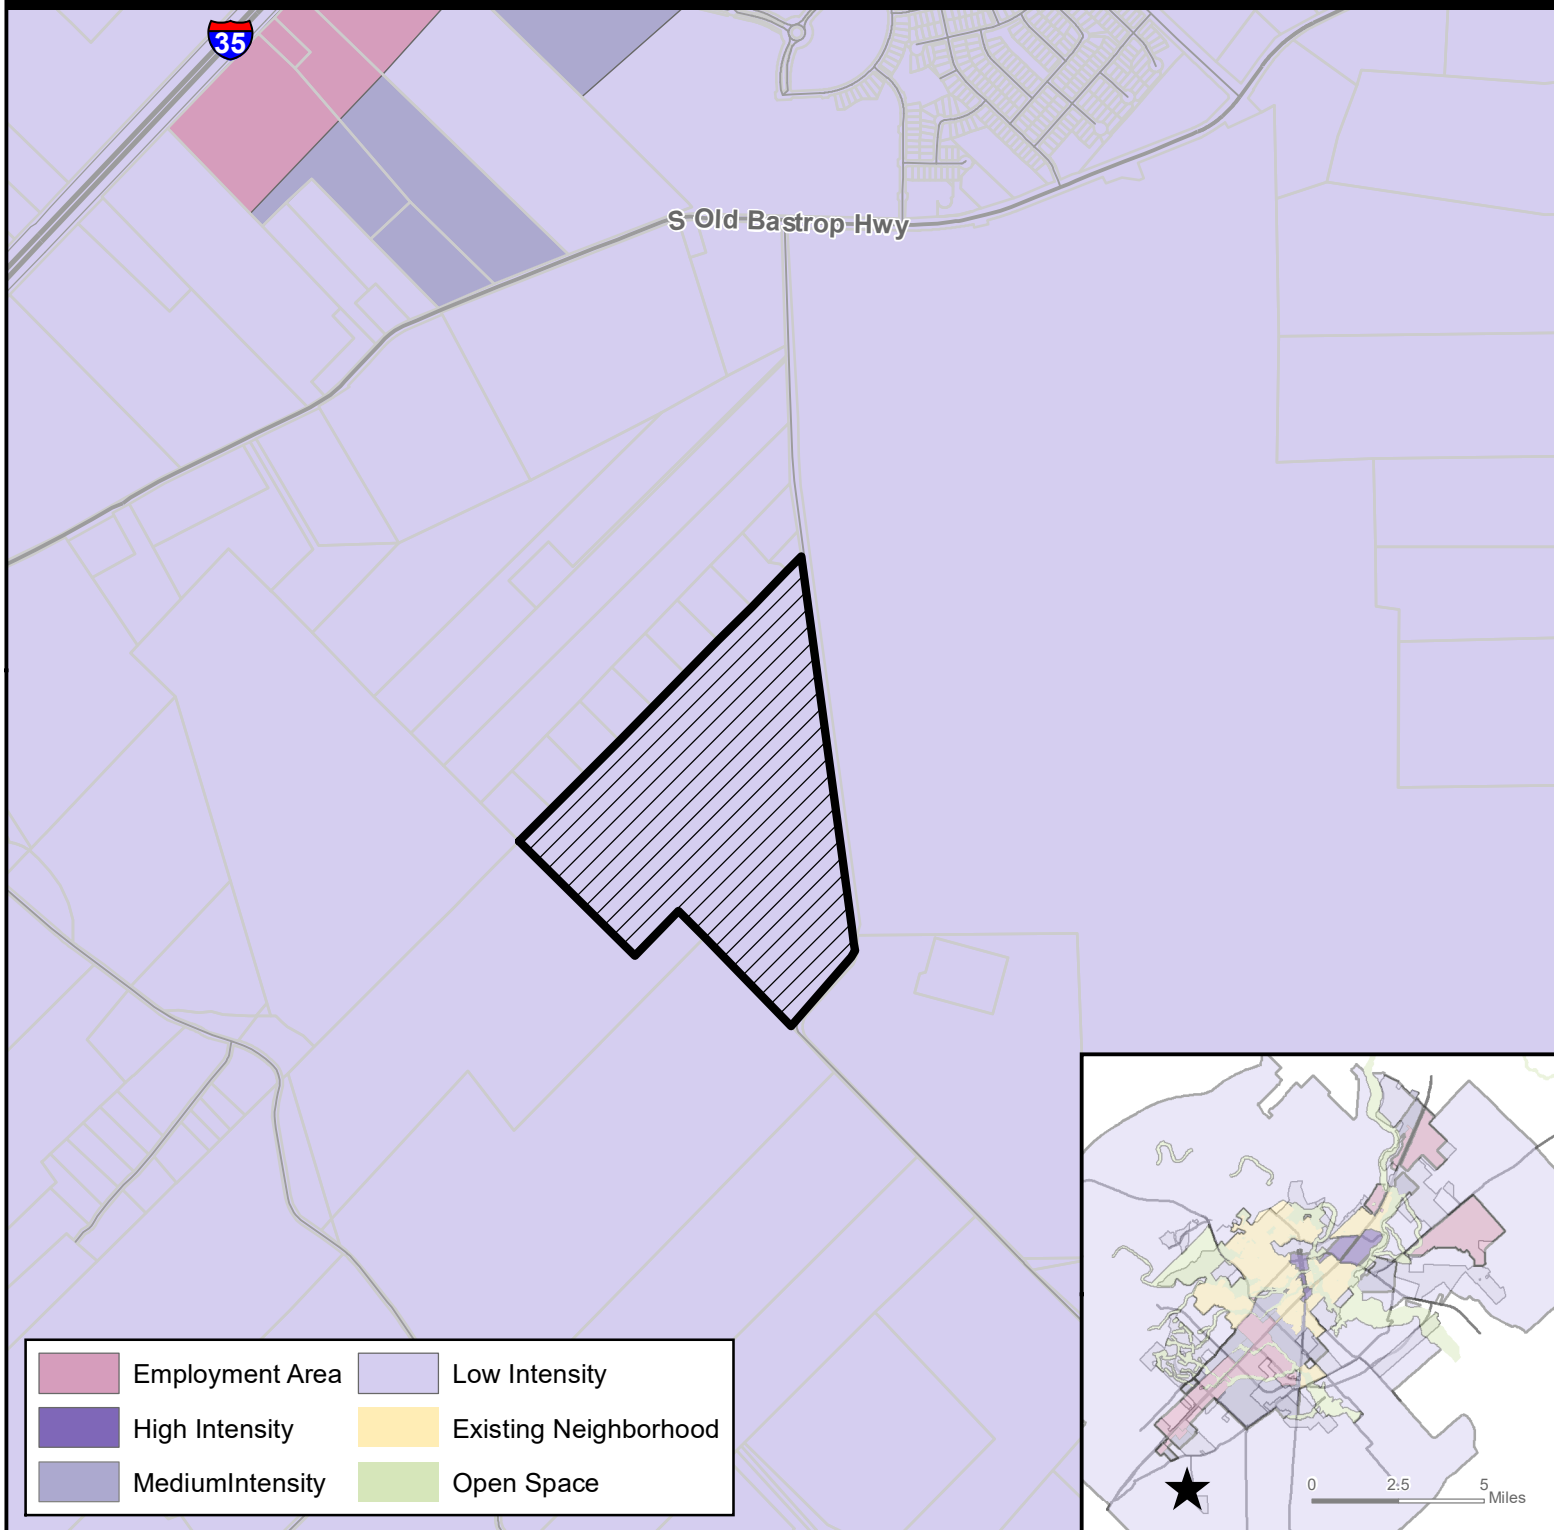 35
S Old Bastrop Hwy
Employment Area
Low Intensity
High Intensity
Existing Neighborhood
MediumIntensity
Open Space
0 2.5 5
Miles